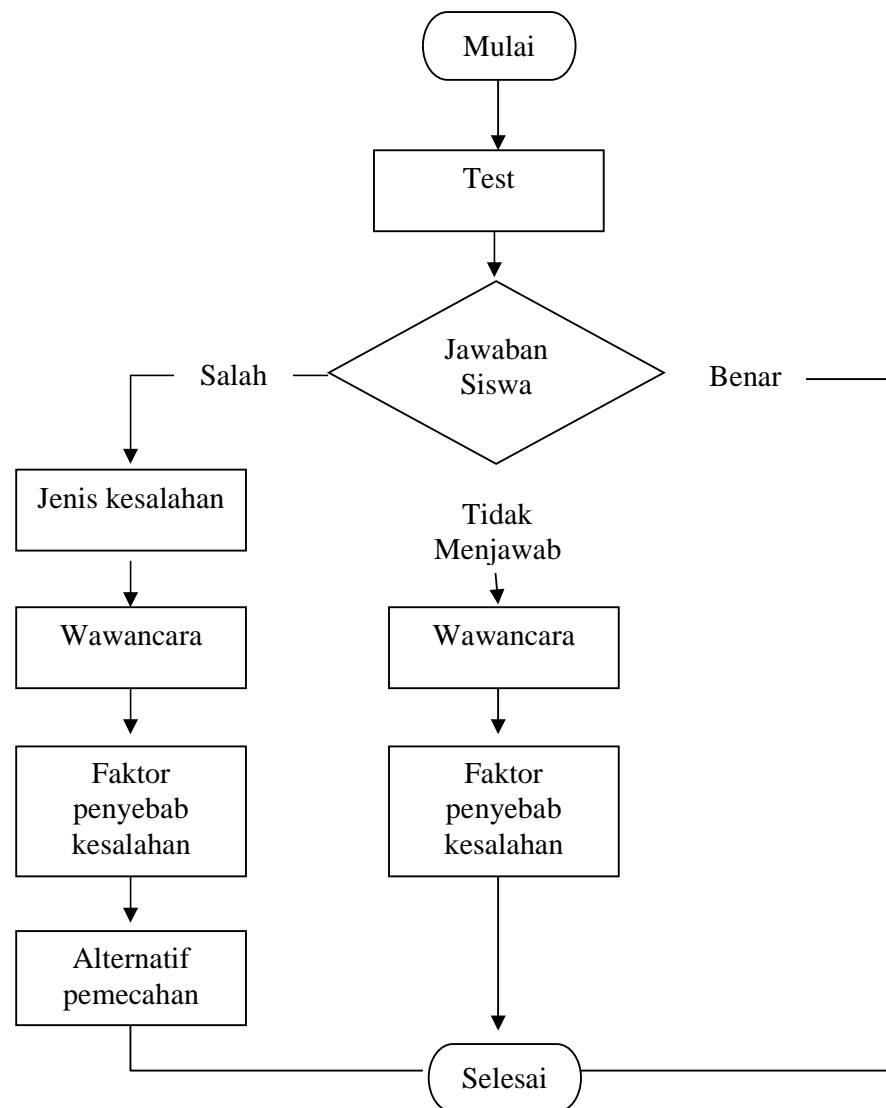 Mulai
Test
Jawaban
Siswa
Salah
Benar
Jenis kesalahan
Tidak
Menjawab
Wawancara
Wawancara
Faktor
penyebab
kesalahan
Faktor
penyebab
kesalahan
Alternatif
pemecahan
Selesai